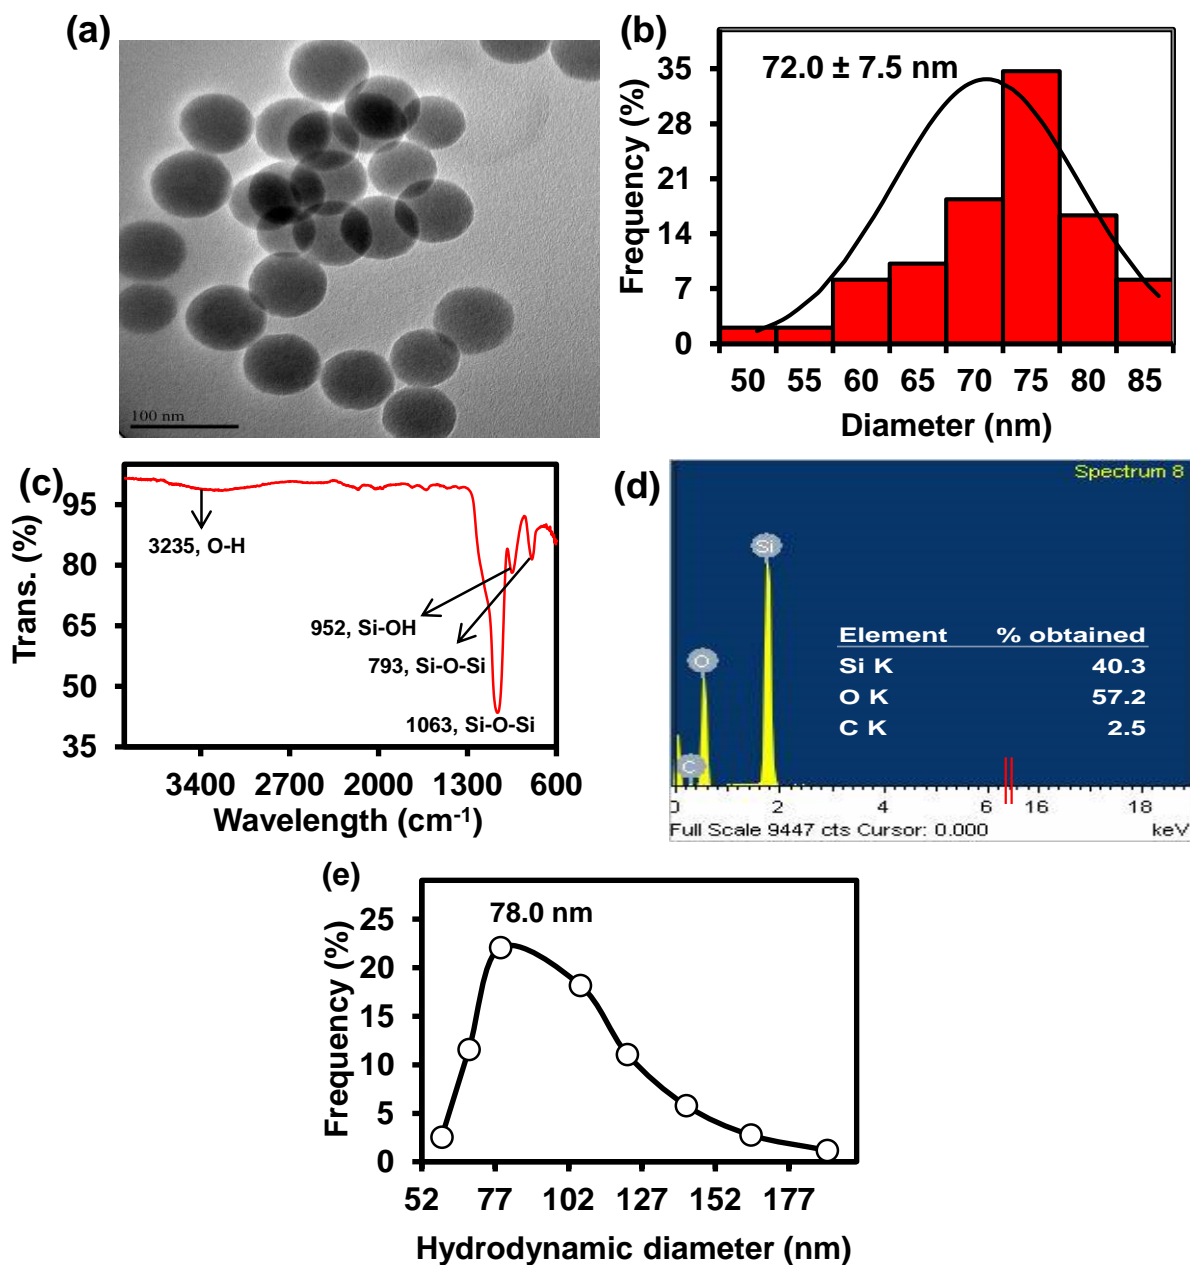 (a)
100 nm
(b)
72.0 ± 7.5 nm
Frequency (%)
35
28
21
14
7
0
50 55 60 65 70 75 80 85
Diameter (nm)
(c)
Trans. (%)
95
80
65
50
35
3235, O-H
952, Si-OH
793, Si-O-Si
1063, Si-O-Si
3400 2700 2000 1300 600
Wavelength (cm⁻¹)
(d)
Spectrum 8
Si
O
C
Element % obtained
Si K 40.3
O K 57.2
C K 2.5
0 2 4 6 16 18
Full Scale 9447 cts Cursor: 0.000 keV
(e)
78.0 nm
Frequency (%)
25
20
15
10
5
0
52 77 102 127 152 177
Hydrodynamic diameter (nm)